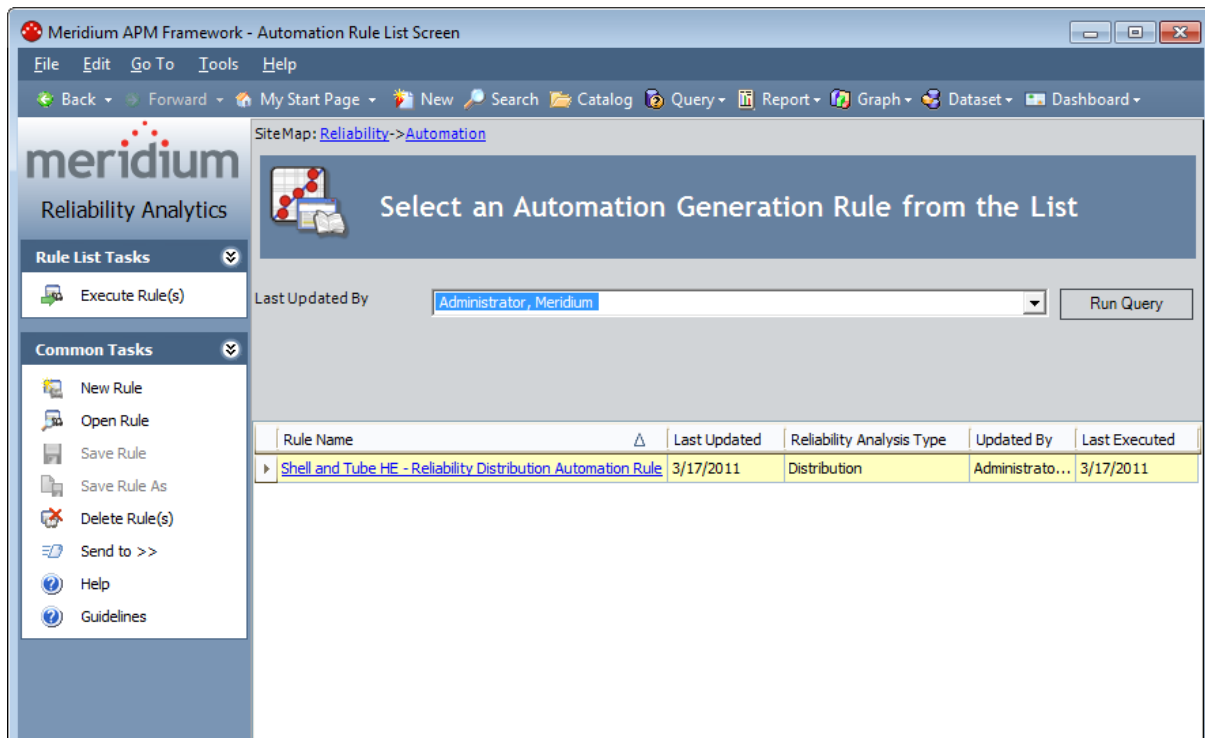 Meridium APM Framework - Automation Rule List Screen
File Edit Go To Tools Help
Back Forward My Start Page New Search Catalog Query Report Graph Dataset Dashboard
meridium
Reliability Analytics
Rule List Tasks
Execute Rule(s)
Common Tasks
New Rule
Open Rule
Save Rule
Save Rule As
Delete Rule(s)
Send to >>
Help
Guidelines
SiteMap: Reliability->Automation
Select an Automation Generation Rule from the List
Last Updated By Administrator, Meridium Run Query
Rule Name Last Updated Reliability Analysis Type Updated By Last Executed
Shell and Tube HE - Reliability Distribution Automation Rule 3/17/2011 Distribution Administrato... 3/17/2011